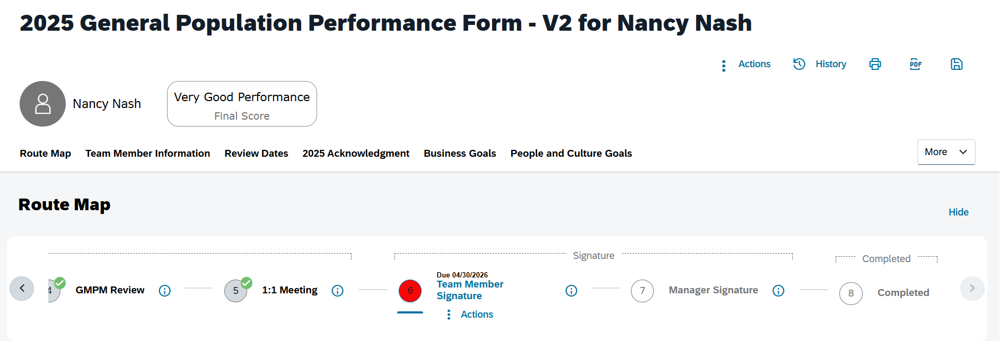 2025 General Population Performance Form - V2 for Nancy Nash
Actions
History
PDF
Nancy Nash
Very Good Performance
Final Score
Route Map
Team Member Information
Review Dates
2025 Acknowledgment
Business Goals
People and Culture Goals
More
Route Map
Hide
Signature
Completed
4
GMPM Review
5
1:1 Meeting
6
Due 04/30/2026
Team Member
Signature
Actions
7
Manager Signature
8
Completed